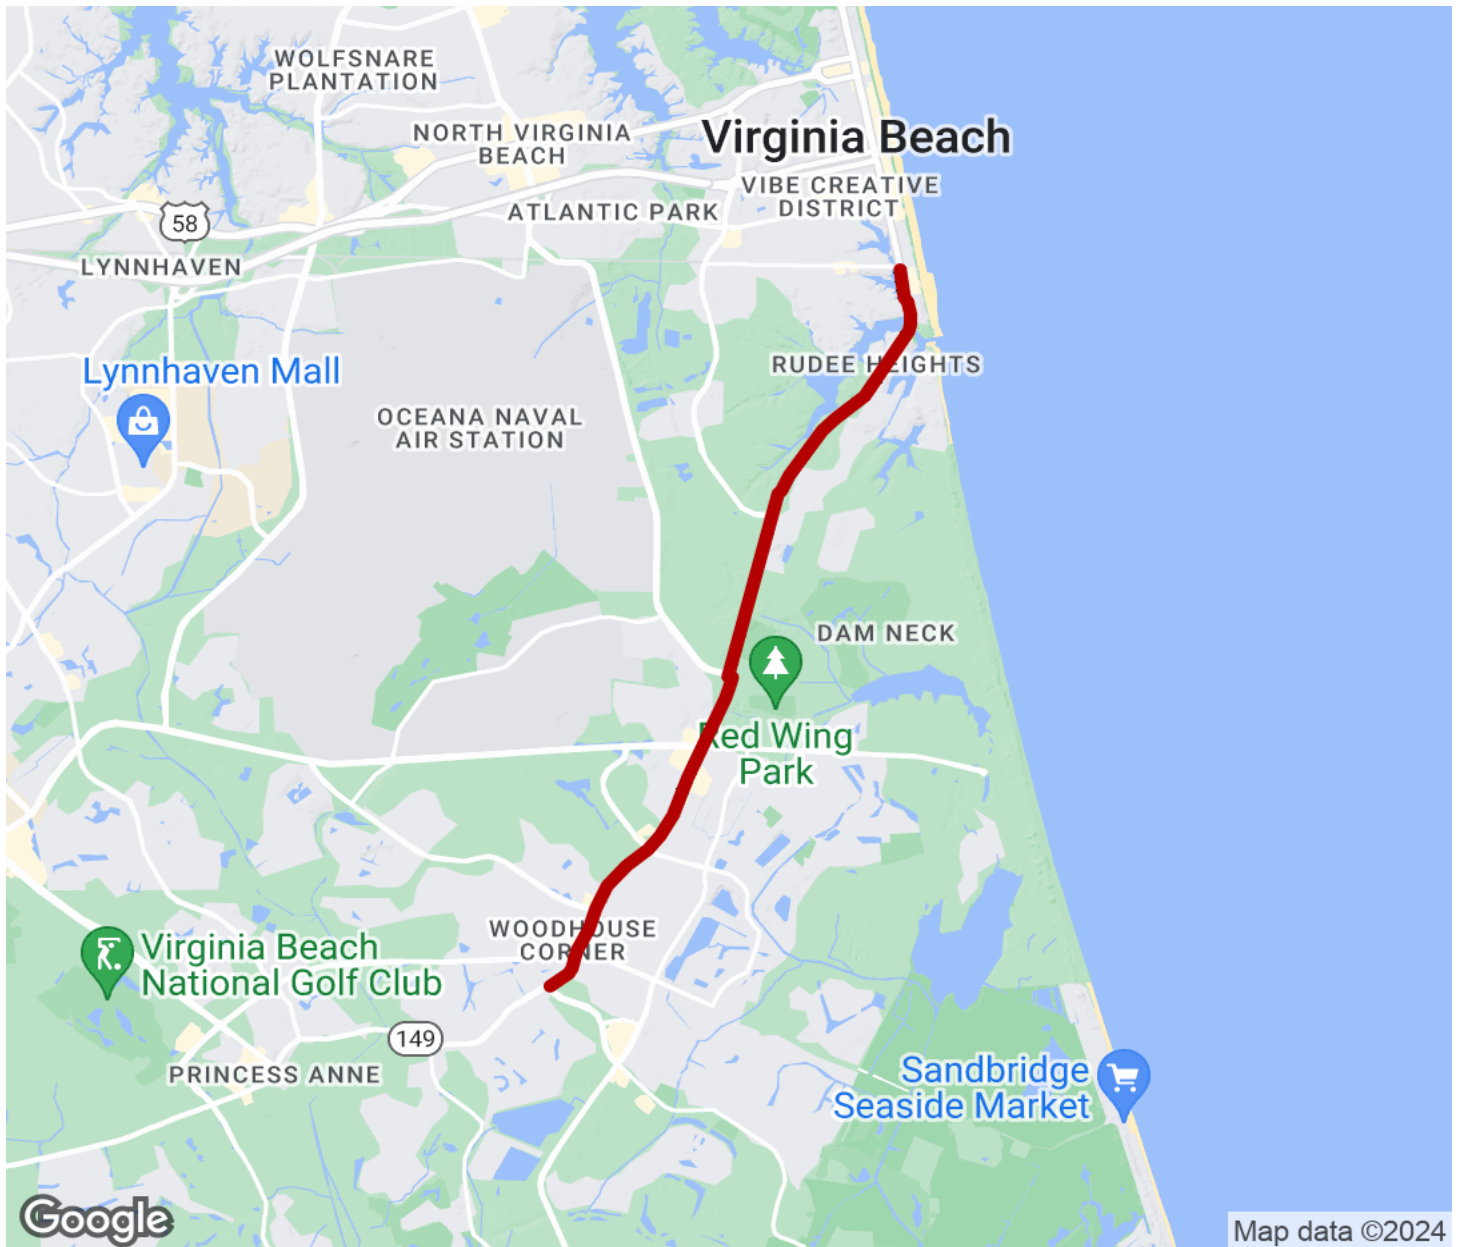 WOLFSNARE
PLANTATION
NORTH VIRGINIA
BEACH
Virginia Beach
VIBE CREATIVE
DISTRICT
ATLANTIC PARK
58
LYNNHAVEN
Lynnhaven Mall
RUDEE HEIGHTS
OCEANA NAVAL
AIR STATION
DAM NECK
Red Wing
Park
WOODHOUSE
CORNER
Virginia Beach
National Golf Club
149
PRINCESS ANNE
Sandbridge
Seaside Market
Google
Map data ©2024